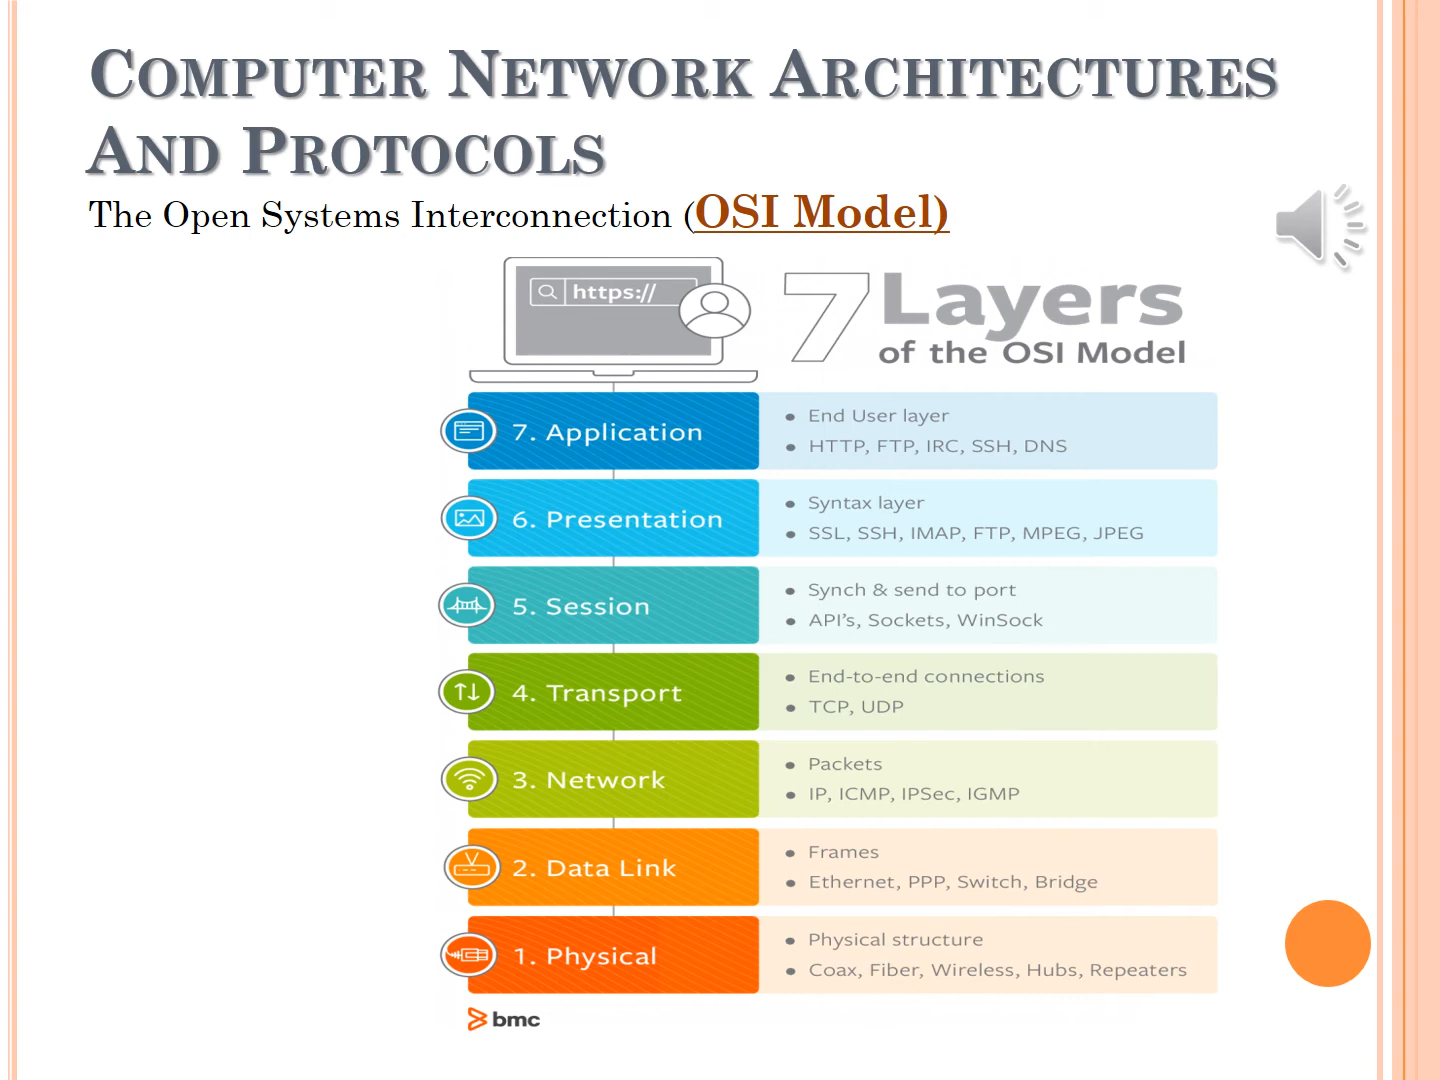 COMPUTER NETWORK ARCHITECTURES
AND PROTOCOLS
The Open Systems Interconnection (OSI Model)
https://
7 Layers
of the OSI Model
7. Application
• End User layer
• HTTP, FTP, IRC, SSH, DNS
6. Presentation
• Syntax layer
• SSL, SSH, IMAP, FTP, MPEG, JPEG
5. Session
• Synch & send to port
• API's, Sockets, WinSock
4. Transport
• End-to-end connections
• TCP, UDP
3. Network
• Packets
• IP, ICMP, IPSec, IGMP
2. Data Link
• Frames
• Ethernet, PPP, Switch, Bridge
1. Physical
• Physical structure
• Coax, Fiber, Wireless, Hubs, Repeaters
bmc